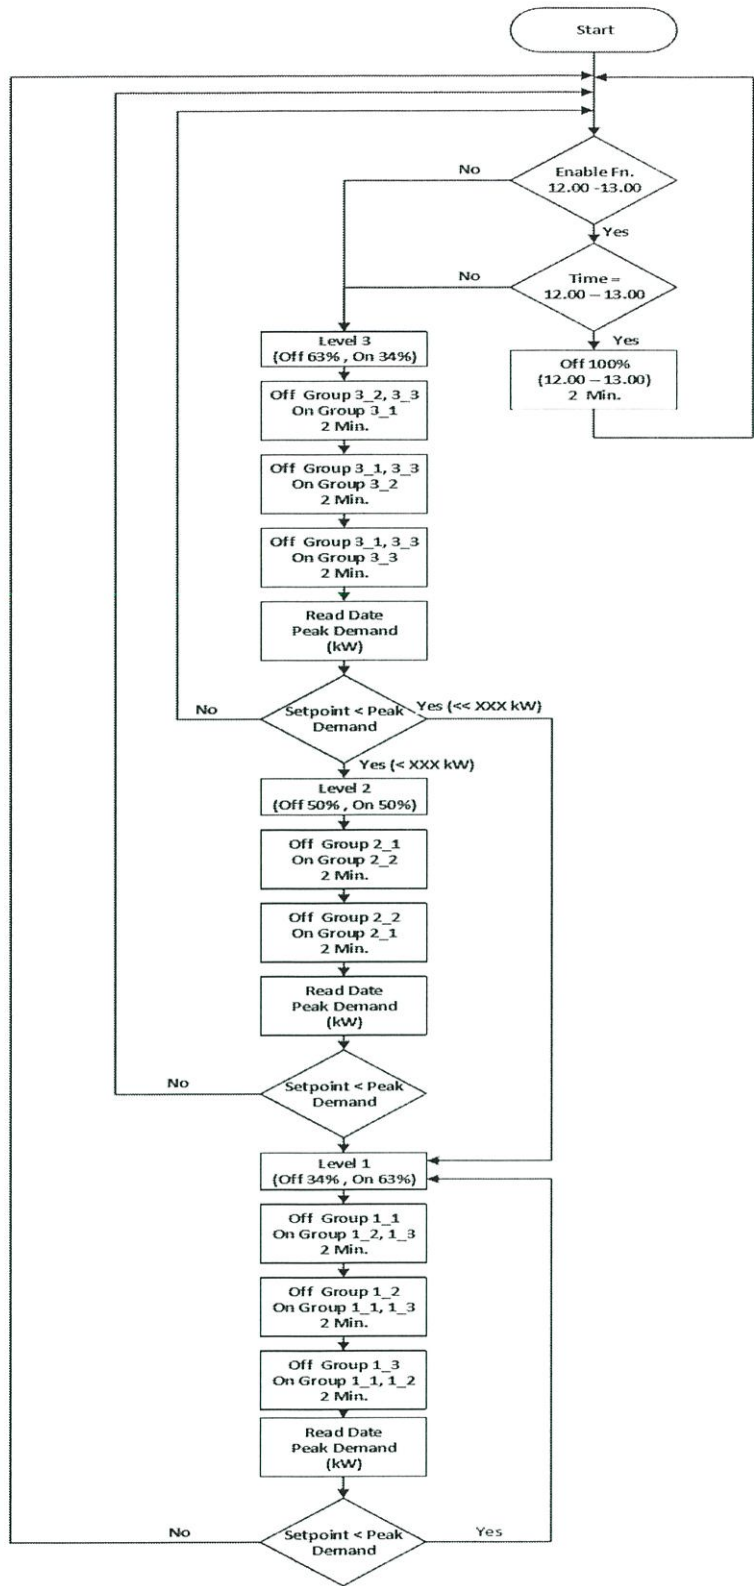 Start
No
Enable Fn.
12.00 -13.00
Yes
No
Time =
12.00 – 13.00
Yes
Level 3
(Off 63% , On 34%)
Off 100%
(12.00 – 13.00)
2 Min.
Off Group 3_2, 3_3
On Group 3_1
2 Min.
Off Group 3_1, 3_3
On Group 3_2
2 Min.
Off Group 3_1, 3_3
On Group 3_3
2 Min.
Read Date
Peak Demand
(kW)
No
Setpoint < Peak
Demand
Yes (<< XXX kW)
Yes (< XXX kW)
Level 2
(Off 50% , On 50%)
Off Group 2_1
On Group 2_2
2 Min.
Off Group 2_2
On Group 2_1
2 Min.
Read Date
Peak Demand
(kW)
No
Setpoint < Peak
Demand
Level 1
(Off 34% , On 63%)
Off Group 1_1
On Group 1_2, 1_3
2 Min.
Off Group 1_2
On Group 1_1, 1_3
2 Min.
Off Group 1_3
On Group 1_1, 1_2
2 Min.
Read Date
Peak Demand
(kW)
No
Setpoint < Peak
Demand
Yes